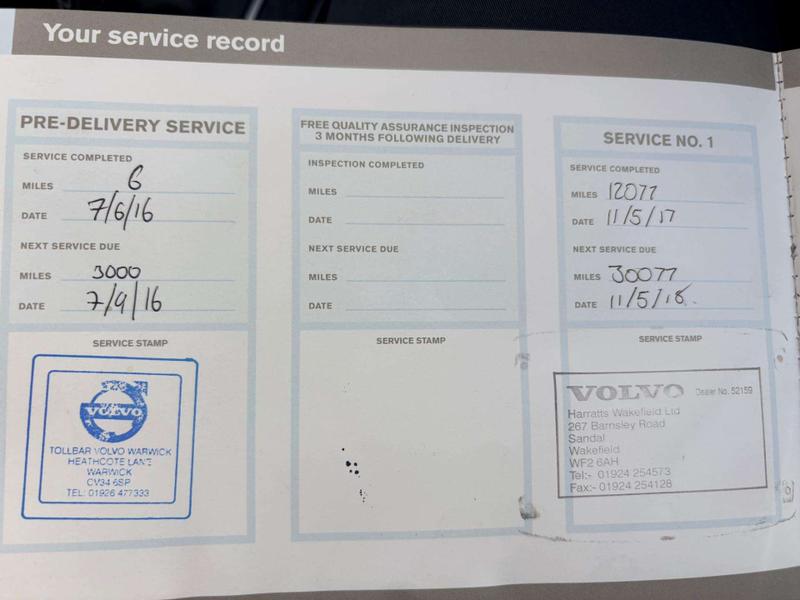 Your service record
PRE-DELIVERY SERVICE
SERVICE COMPLETED
MILES 6
DATE 7/6/16
NEXT SERVICE DUE
MILES 3000
DATE 7/9/16
SERVICE STAMP
VOLVO
TOLLBAR VOLVO WARWICK
HEATHCOTE LANE
WARWICK
CV34 6SP
TEL: 01926 477333
FREE QUALITY ASSURANCE INSPECTION
3 MONTHS FOLLOWING DELIVERY
INSPECTION COMPLETED
MILES
DATE
NEXT SERVICE DUE
MILES
DATE
SERVICE STAMP
SERVICE NO. 1
SERVICE COMPLETED
MILES 12077
DATE 11/5/17
NEXT SERVICE DUE
MILES 30077
DATE 11/5/18.
SERVICE STAMP
VOLVO Dealer No. 52159
Harratts Wakefield Ltd
267 Barnsley Road
Sandal
Wakefield
WF2 6AH
Tel:- 01924 254573
Fax:- 01924 254128